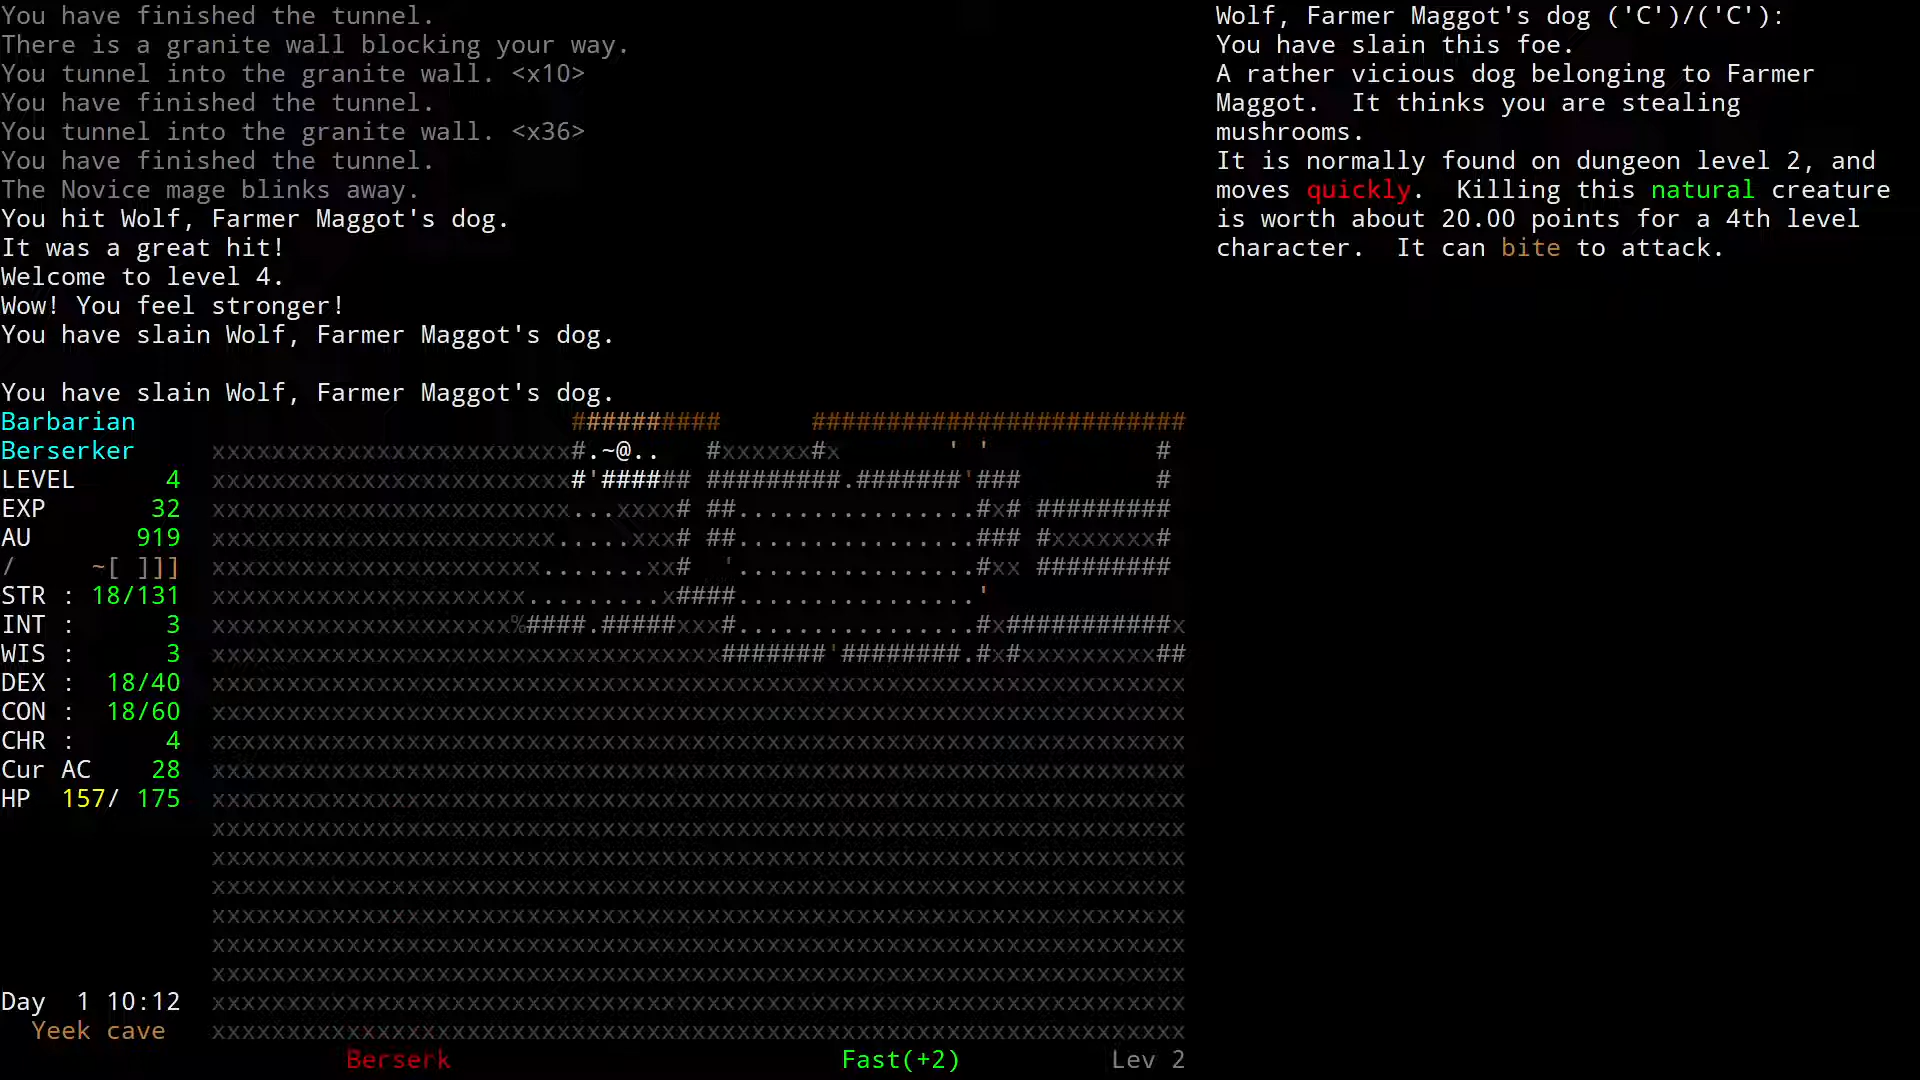 You have finished the tunnel.
There is a granite wall blocking your way.
You tunnel into the granite wall. <x10>
You have finished the tunnel.
You tunnel into the granite wall. <x36>
You have finished the tunnel.
The Novice mage blinks away.
You hit Wolf, Farmer Maggot's dog.
It was a great hit!
Welcome to level 4.
Wow! You feel stronger!
You have slain Wolf, Farmer Maggot's dog.
You have slain Wolf, Farmer Maggot's dog.
Wolf, Farmer Maggot's dog ('C')/('C'):
You have slain this foe.
A rather vicious dog belonging to Farmer
Maggot.  It thinks you are stealing
mushrooms.
It is normally found on dungeon level 2, and
moves quickly.  Killing this natural creature
is worth about 20.00 points for a 4th level
character.  It can bite to attack.
Barbarian
Berserker
LEVEL 4
EXP 32
AU 919
/ ~[ ]]]
STR : 18/131
INT : 3
WIS : 3
DEX : 18/40
CON : 18/60
CHR : 4
Cur AC 28
HP 157/ 175
Day 1 10:12
Yeek cave
Berserk Fast(+2) Lev 2